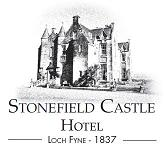 STONEFIELD CASTLE
HOTEL
LOCH FYNE - 1837